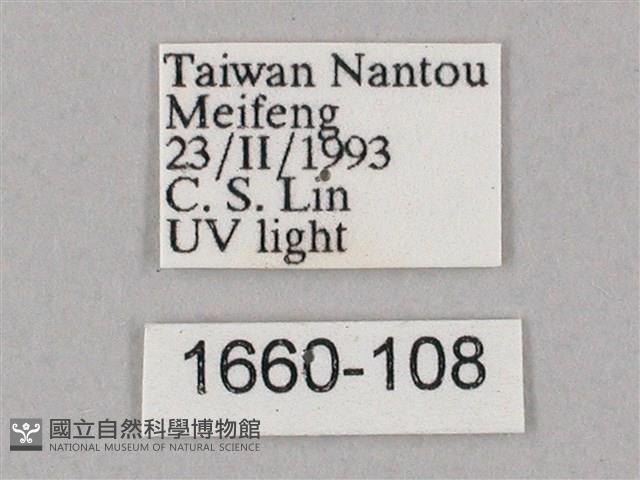 Taiwan Nantou
Meifeng
23/II/1993
C. S. Lin
UV light
1660-108
國立自然科學博物館
NATIONAL MUSEUM OF NATURAL SCIENCE